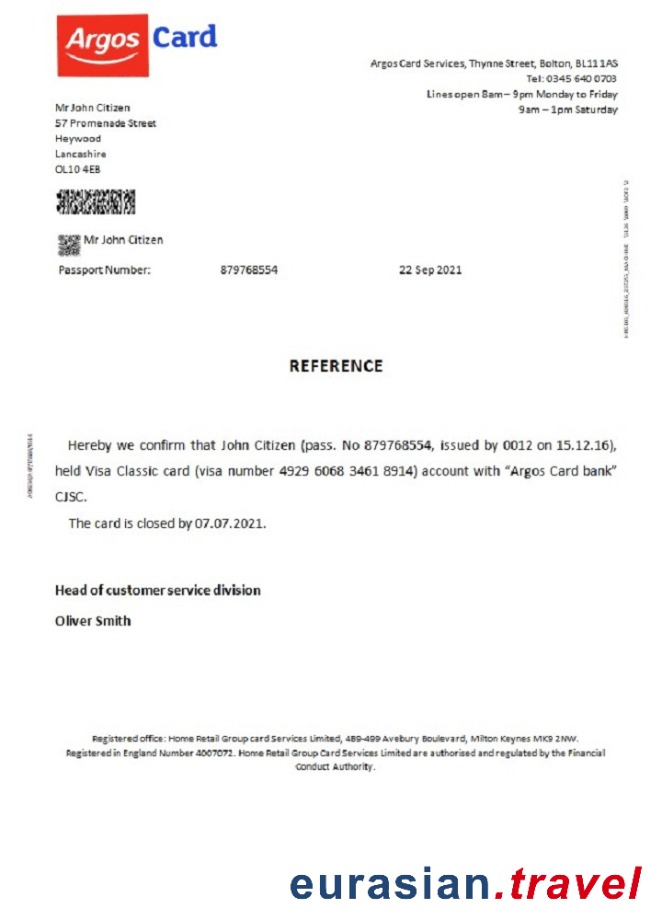 Argos Card
Argos Card Services, Thynne Street, Bolton, BL11 1AS
Tel: 0345 640 0703
Lines open 8am – 9pm Monday to Friday
9am – 1pm Saturday
Mr John Citizen
57 Promenade Street
Heywood
Lancashire
OL10 4EB
Mr John Citizen
Passport Number: 879768554 22 Sep 2021
REFERENCE
Hereby we confirm that John Citizen (pass. No 879768554, issued by 0012 on 15.12.16),
held Visa Classic card (visa number 4929 6068 3461 8914) account with “Argos Card bank”
CJSC.
The card is closed by 07.07.2021.
Head of customer service division
Oliver Smith
Registered office: Home Retail Group card Services Limited, 489-499 Avebury Boulevard, Milton Keynes MK9 2NW.
Registered in England Number 4007072. Home Retail Group Card Services Limited are authorised and regulated by the Financial
Conduct Authority.
eurasian.travel